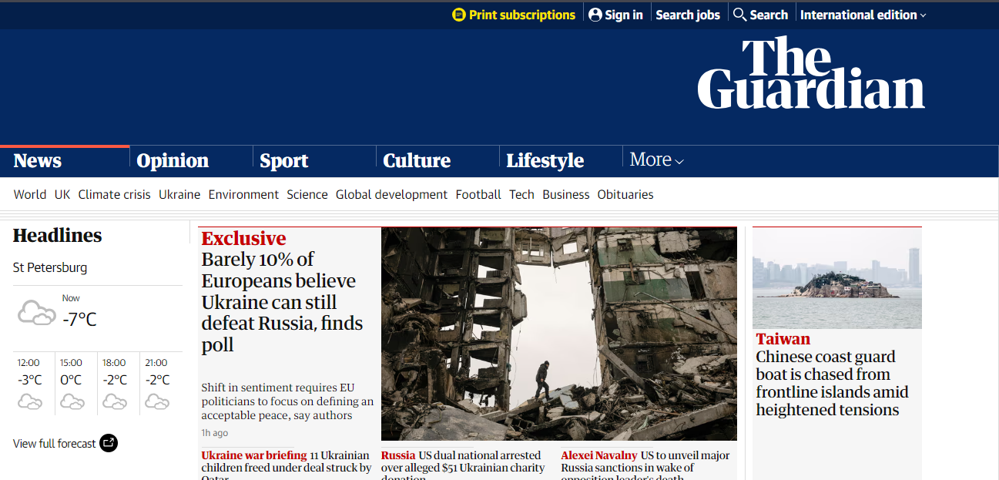 Print subscriptions
Sign in
Search jobs
Search
International edition
The
Guardian
News
Opinion
Sport
Culture
Lifestyle
More
World UK Climate crisis Ukraine Environment Science Global development Football Tech Business Obituaries
Headlines
St Petersburg
Now
-7°C
12:00 15:00 18:00 21:00
-3°C 0°C -2°C -2°C
View full forecast
Exclusive
Barely 10% of
Europeans believe
Ukraine can still
defeat Russia, finds
poll
Shift in sentiment requires EU
politicians to focus on defining an
acceptable peace, say authors
1h ago
Ukraine war briefing 11 Ukrainian
children freed under deal struck by
Qatar
Russia US dual national arrested
over alleged $51 Ukrainian charity
donation
Alexei Navalny US to unveil major
Russia sanctions in wake of
opposition leader's death
Taiwan
Chinese coast guard
boat is chased from
frontline islands amid
heightened tensions